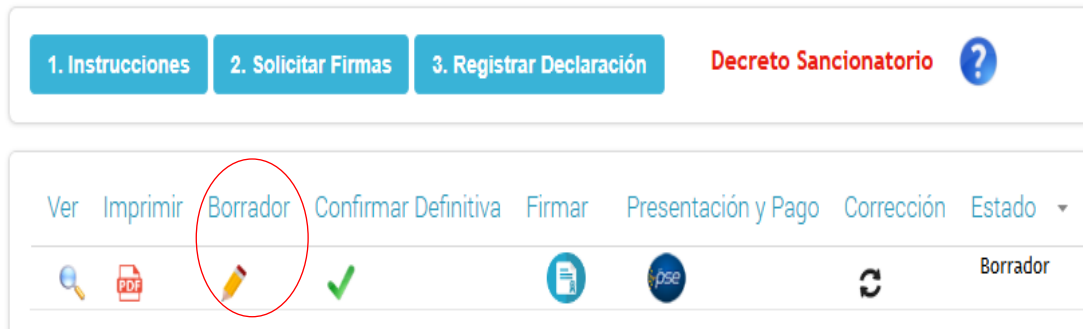 1. Instrucciones 2. Solicitar Firmas 3. Registrar Declaración Decreto Sancionatorio ?
Ver Imprimir Borrador Confirmar Definitiva Firmar Presentación y Pago Corrección Estado
PDF pse Borrador